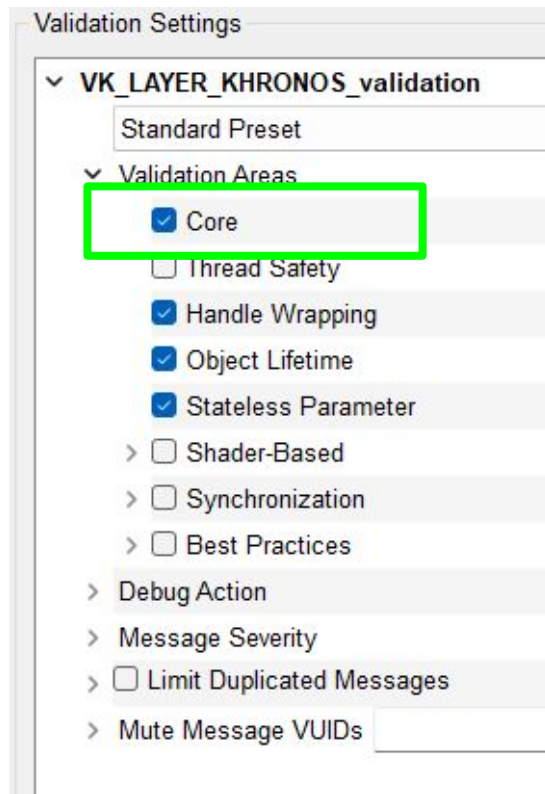 Validation Settings
VK_LAYER_KHRONOS_validation
Standard Preset
Validation Areas
Core
Thread Safety
Handle Wrapping
Object Lifetime
Stateless Parameter
Shader-Based
Synchronization
Best Practices
Debug Action
Message Severity
Limit Duplicated Messages
Mute Message VUIDs